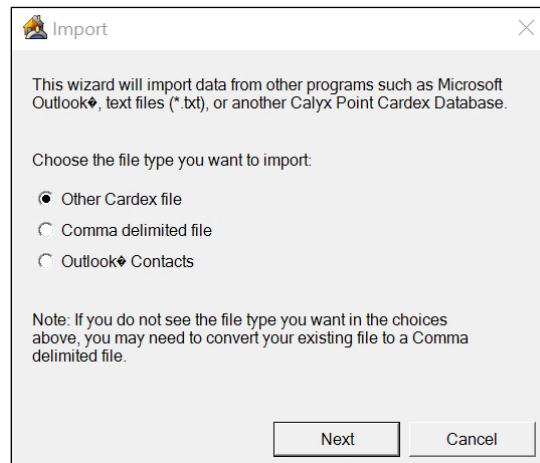 Import
This wizard will import data from other programs such as Microsoft
Outlook�, text files (*.txt), or another Calyx Point Cardex Database.
Choose the file type you want to import:
Other Cardex file
Comma delimited file
Outlook� Contacts
Note: If you do not see the file type you want in the choices
above, you may need to convert your existing file to a Comma
delimited file.
Next
Cancel